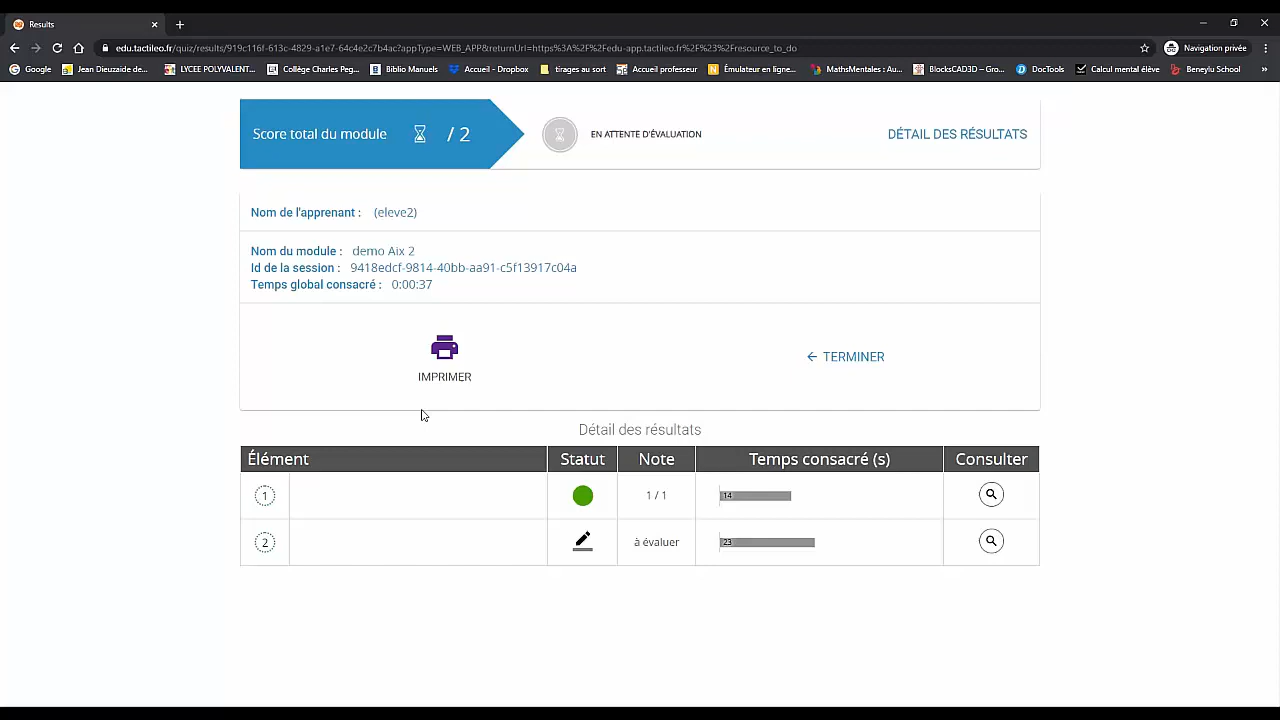 Results
edu.tactileo.fr/quiz/results/919c116f-613c-4829-a1e7-64c4e2c7b4ac?appType=WEB_APP&returnUrl=https%3A%2F%2Fedu-app.tactileo.fr%2F%23%2Fresource_to_do
Navigation privée
Google Jean Dieuzaide de... LYCEE POLYVALENT... Collège Charles Peg... Biblio Manuels Accueil - Dropbox tirages au sort Accueil professeur Émulateur en ligne... MathsMentales : Au... BlocksCAD3D – Gro... DocTools Calcul mental élève Beneylu School »
Score total du module / 2 EN ATTENTE D'ÉVALUATION DÉTAIL DES RÉSULTATS
Nom de l'apprenant : (eleve2)
Nom du module : demo Aix 2
Id de la session : 9418edcf-9814-40bb-aa91-c5f13917c04a
Temps global consacré : 0:00:37
IMPRIMER
← TERMINER
Détail des résultats
Élément Statut Note Temps consacré (s) Consulter
1 1 / 1 14
2 à évaluer 23